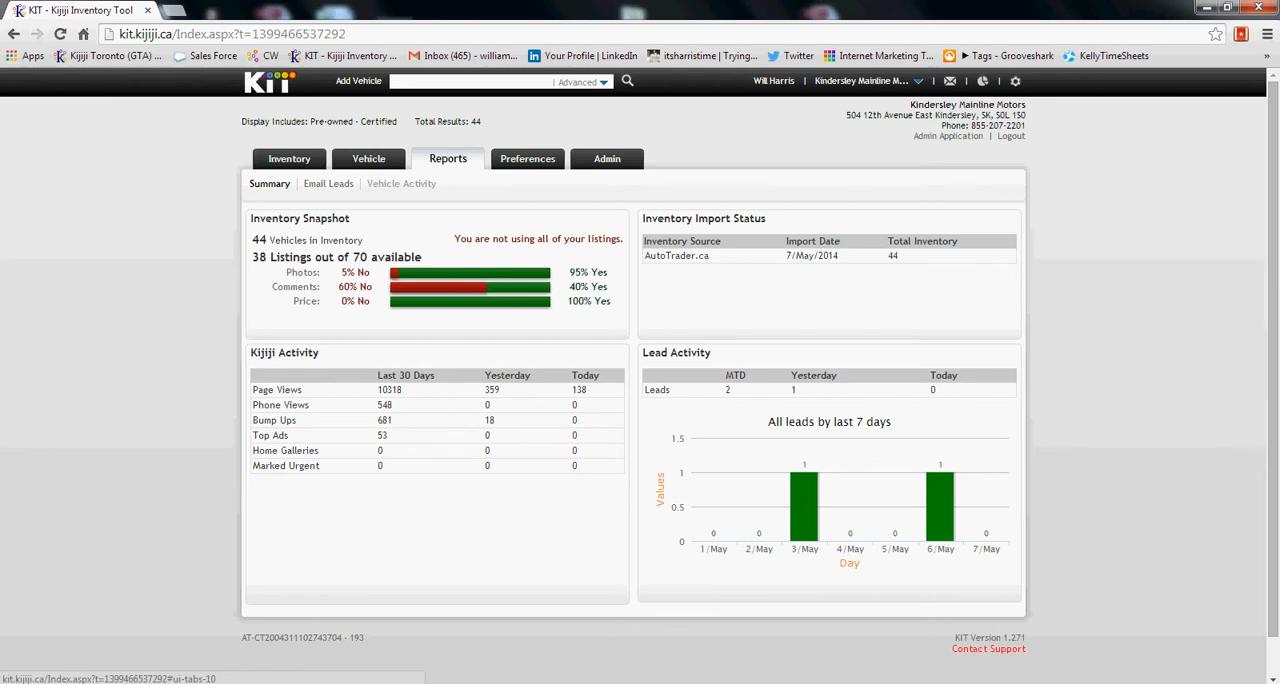 KIT - Kijiji Inventory Tool
kit.kijiji.ca/Index.aspx?t=1399466537292
Apps Kijiji Toronto (GTA) ... Sales Force CW KIT - Kijiji Inventory ... Inbox (465) - william... Your Profile | LinkedIn itsharristime | Trying... Twitter Internet Marketing T... Tags - Grooveshark KellyTimeSheets »
KiT Add Vehicle | Advanced Will Harris | Kindersley Mainline M...
Kindersley Mainline Motors
504 12th Avenue East Kindersley, SK, S0L 1S0
Display Includes: Pre-owned - Certified Total Results: 44
Phone: 855-207-2201
Admin Application | Logout
Inventory Vehicle Reports Preferences Admin
Summary | Email Leads | Vehicle Activity
Inventory Snapshot
44 Vehicles in Inventory You are not using all of your listings.
38 Listings out of 70 available
Photos: 5% No 95% Yes
Comments: 60% No 40% Yes
Price: 0% No 100% Yes
Inventory Import Status
Inventory Source Import Date Total Inventory
AutoTrader.ca 7/May/2014 44
Kijiji Activity
Last 30 Days Yesterday Today
Page Views 10318 359 138
Phone Views 548 0 0
Bump Ups 681 18 0
Top Ads 53 0 0
Home Galleries 0 0 0
Marked Urgent 0 0 0
Lead Activity
MTD Yesterday Today
Leads 2 1 0
All leads by last 7 days
1.5
1
0.5
0
Values
0 0 1 0 0 1 0
1/May 2/May 3/May 4/May 5/May 6/May 7/May
Day
AT-CT2004311102743704 - 193
KIT Version 1.271
Contact Support
kit.kijiji.ca/Index.aspx?t=1399466537292#ui-tabs-10